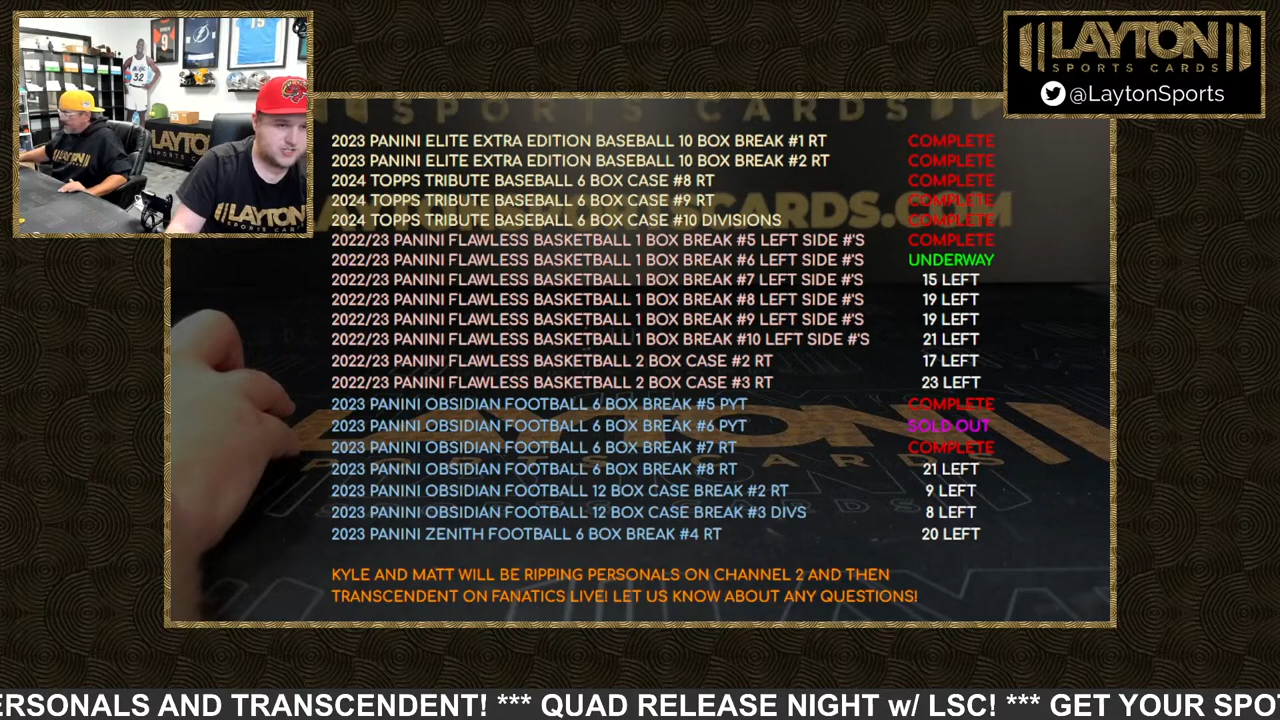 LAYTON
SPORTS CARDS
@LaytonSports
SPORTS CARDS
2023 PANINI ELITE EXTRA EDITION BASEBALL 10 BOX BREAK #1 RT COMPLETE
2023 PANINI ELITE EXTRA EDITION BASEBALL 10 BOX BREAK #2 RT COMPLETE
2024 TOPPS TRIBUTE BASEBALL 6 BOX CASE #8 RT COMPLETE
2024 TOPPS TRIBUTE BASEBALL 6 BOX CASE #9 RT COMPLETE
2024 TOPPS TRIBUTE BASEBALL 6 BOX CASE #10 DIVISIONS COMPLETE
2022/23 PANINI FLAWLESS BASKETBALL 1 BOX BREAK #5 LEFT SIDE #'S COMPLETE
2022/23 PANINI FLAWLESS BASKETBALL 1 BOX BREAK #6 LEFT SIDE #'S UNDERWAY
2022/23 PANINI FLAWLESS BASKETBALL 1 BOX BREAK #7 LEFT SIDE #'S 15 LEFT
2022/23 PANINI FLAWLESS BASKETBALL 1 BOX BREAK #8 LEFT SIDE #'S 19 LEFT
2022/23 PANINI FLAWLESS BASKETBALL 1 BOX BREAK #9 LEFT SIDE #'S 19 LEFT
2022/23 PANINI FLAWLESS BASKETBALL 1 BOX BREAK #10 LEFT SIDE #'S 21 LEFT
2022/23 PANINI FLAWLESS BASKETBALL 2 BOX CASE #2 RT 17 LEFT
2022/23 PANINI FLAWLESS BASKETBALL 2 BOX CASE #3 RT 23 LEFT
2023 PANINI OBSIDIAN FOOTBALL 6 BOX BREAK #5 PYT COMPLETE
2023 PANINI OBSIDIAN FOOTBALL 6 BOX BREAK #6 PYT SOLD OUT
2023 PANINI OBSIDIAN FOOTBALL 6 BOX BREAK #7 RT COMPLETE
2023 PANINI OBSIDIAN FOOTBALL 6 BOX BREAK #8 RT 21 LEFT
2023 PANINI OBSIDIAN FOOTBALL 12 BOX CASE BREAK #2 RT 9 LEFT
2023 PANINI OBSIDIAN FOOTBALL 12 BOX CASE BREAK #3 DIVS 8 LEFT
2023 PANINI ZENITH FOOTBALL 6 BOX BREAK #4 RT 20 LEFT
KYLE AND MATT WILL BE RIPPING PERSONALS ON CHANNEL 2 AND THEN
TRANSCENDENT ON FANATICS LIVE! LET US KNOW ABOUT ANY QUESTIONS!
ERSONALS AND TRANSCENDENT! *** QUAD RELEASE NIGHT w/ LSC! *** GET YOUR SPO